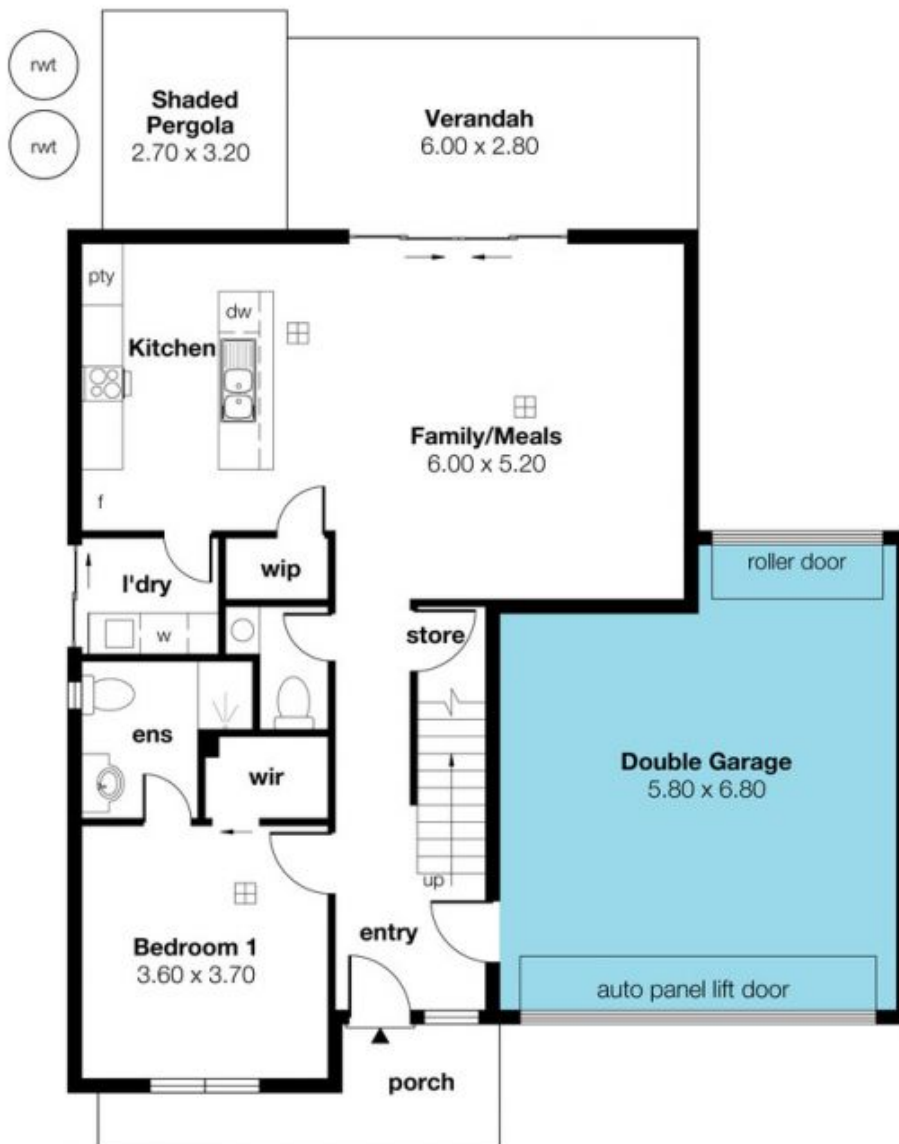 rwt
rwt
Shaded
Pergola
2.70 x 3.20
Verandah
6.00 x 2.80
pty
dw
Kitchen
Family/Meals
6.00 x 5.20
f
l'dry
wip
roller door
w
store
ens
wir
Double Garage
5.80 x 6.80
up
entry
Bedroom 1
3.60 x 3.70
auto panel lift door
porch